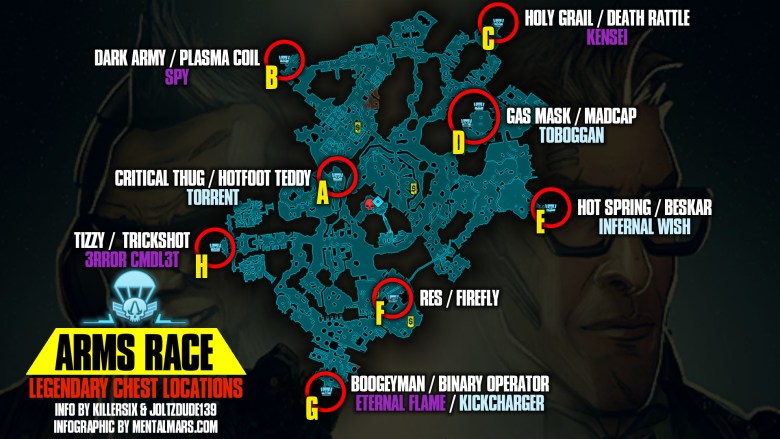 HOLY GRAIL / DEATH RATTLE
KENSEI
C
DARK ARMY / PLASMA COIL
SPY
B
GAS MASK / MADCAP
TOBOGGAN
D
CRITICAL THUG / HOTFOOT TEDDY
TORRENT
A
HOT SPRING / BESKAR
INFERNAL WISH
E
TIZZY / TRICKSHOT
3RROR CMDL3T
H
RES / FIREFLY
F
ARMS RACE
LEGENDARY CHEST LOCATIONS
INFO BY KILLERSIX & JOLTZDUDE139
INFOGRAPHIC BY MENTALMARS.COM
BOOGEYMAN / BINARY OPERATOR
ETERNAL FLAME / KICKCHARGER
G